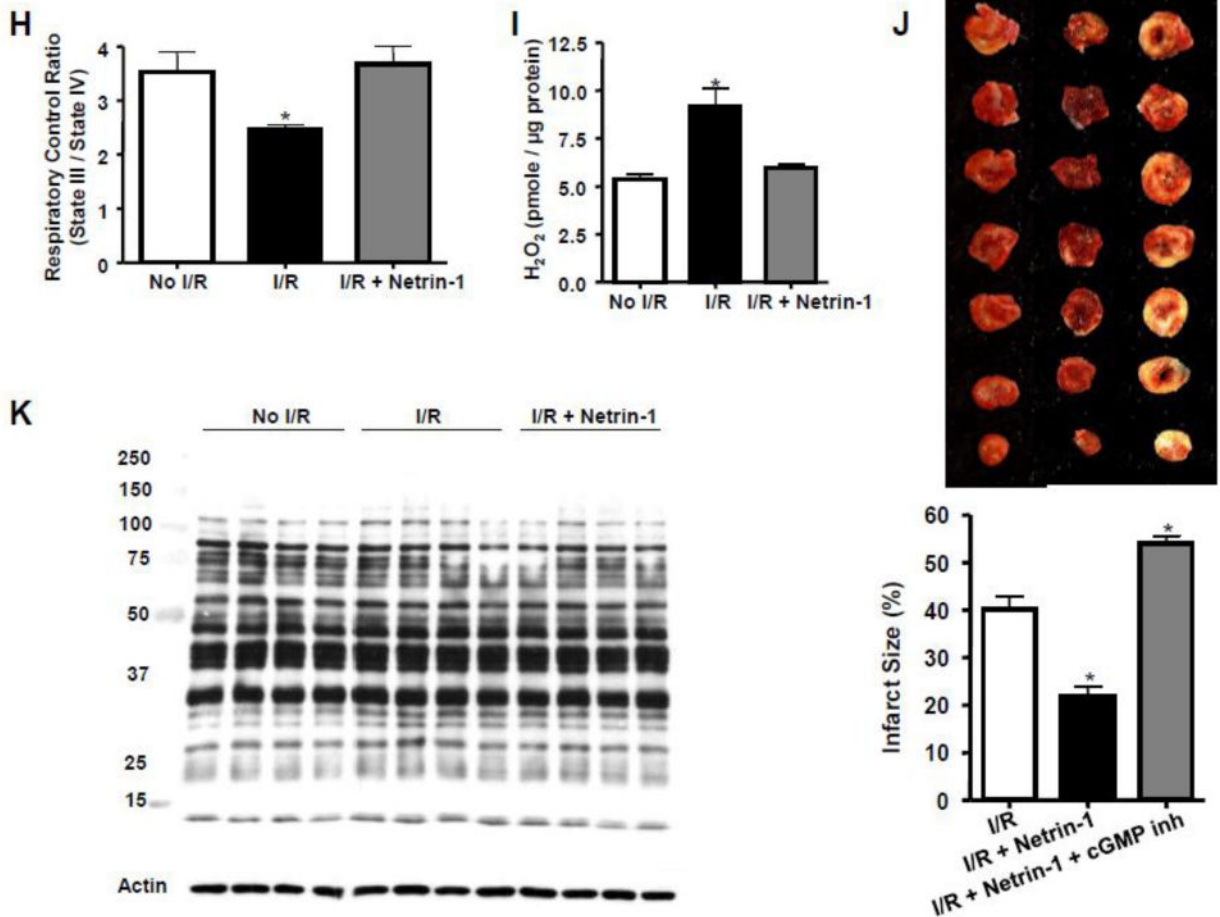 H
Respiratory Control Ratio
(State III / State IV)
4
3
2
1
0
*
No I/R
I/R
I/R + Netrin-1
I
H₂O₂ (pmole / µg protein)
12.5
10.0
7.5
5.0
2.5
0.0
*
No I/R
I/R
I/R + Netrin-1
J
K
No I/R
I/R
I/R + Netrin-1
250
150
100
75
50
37
25
15
Actin
Infarct Size (%)
60
50
40
30
20
10
0
*
*
I/R
I/R + Netrin-1
I/R + Netrin-1 + cGMP inh